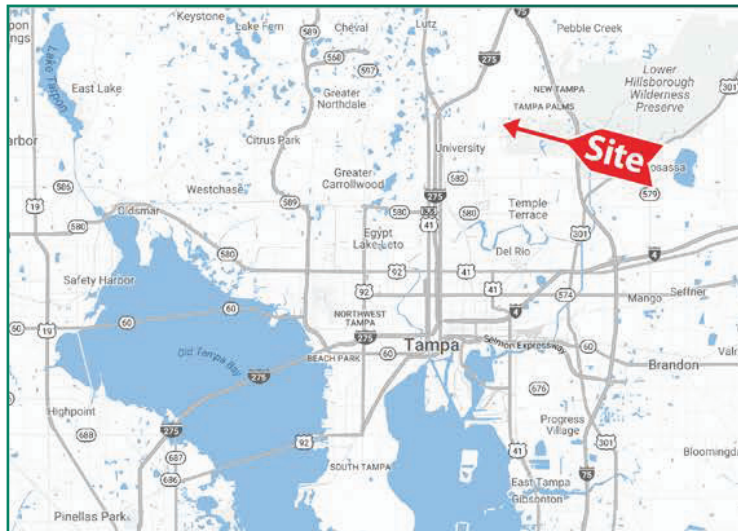 Keystone
Lake Fern
Cheval
Lutz
75
Pebble Creek
589
568
597
275
301
Lake Tarpon
East Lake
Greater
Northdale
NEW TAMPA
TAMPA PALMS
Lower
Hillsborough
Wilderness
Preserve
Citrus Park
University
Site
586
Westchase
Greater
Carrollwood
582
579
19
Oldsmar
589
275
580
41
580
Temple
Terrace
580
Egypt
Lake-Leto
301
Del Rio
4
580
92
41
Safety Harbor
92
41
574
Mango
Seffner
60
60
19
60
NORTHWEST
TAMPA
4
275
Tampa
Selmon Expressway
60
BEACH PARK
60
Old Tampa Bay
275
Brandon
676
Highpoint
688
275
92
Progress
Village
301
687
41
Bloomingda
686
SOUTH TAMPA
75
East Tampa
Gibsonton
Pinellas Park